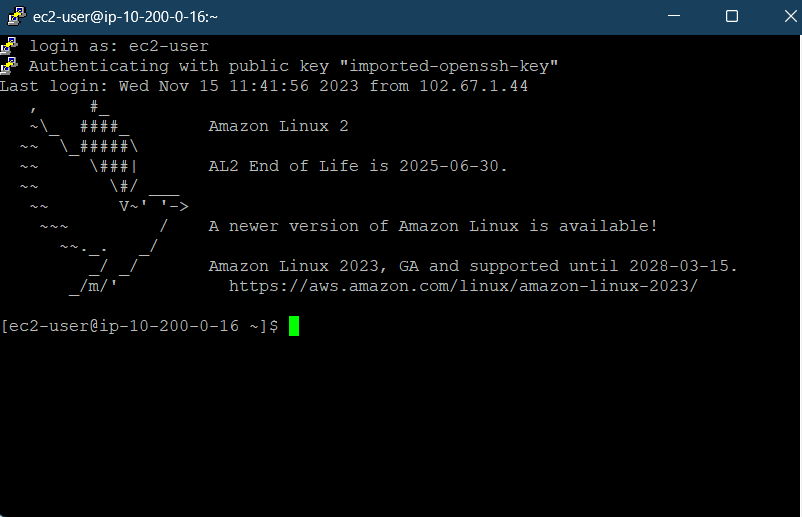 ec2-user@ip-10-200-0-16:~
login as: ec2-user
Authenticating with public key "imported-openssh-key"
Last login: Wed Nov 15 11:41:56 2023 from 102.67.1.44
   ,     #_
   ~\_  ####_        Amazon Linux 2
  ~~  \_#####\
  ~~     \###|       AL2 End of Life is 2025-06-30.
  ~~       \#/ ___
   ~~       V~' '->
    ~~~         /    A newer version of Amazon Linux is available!
      ~~._.   _/
         _/ _/       Amazon Linux 2023, GA and supported until 2028-03-15.
       _/m/'           https://aws.amazon.com/linux/amazon-linux-2023/
[ec2-user@ip-10-200-0-16 ~]$